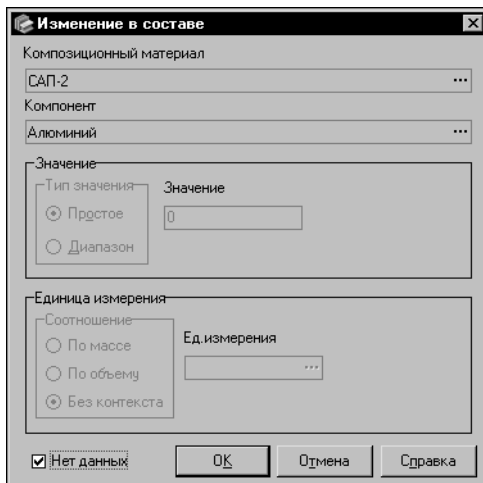 Изменение в составе
Композиционный материал
САП-2 ...
Компонент
Алюминий ...
Значение
Тип значения
Значение
Простое
0
Диапазон
Единица измерения
Соотношение
Ед.измерения
По массе
...
По объему
Без контекста
Нет данных OK Отмена Справка